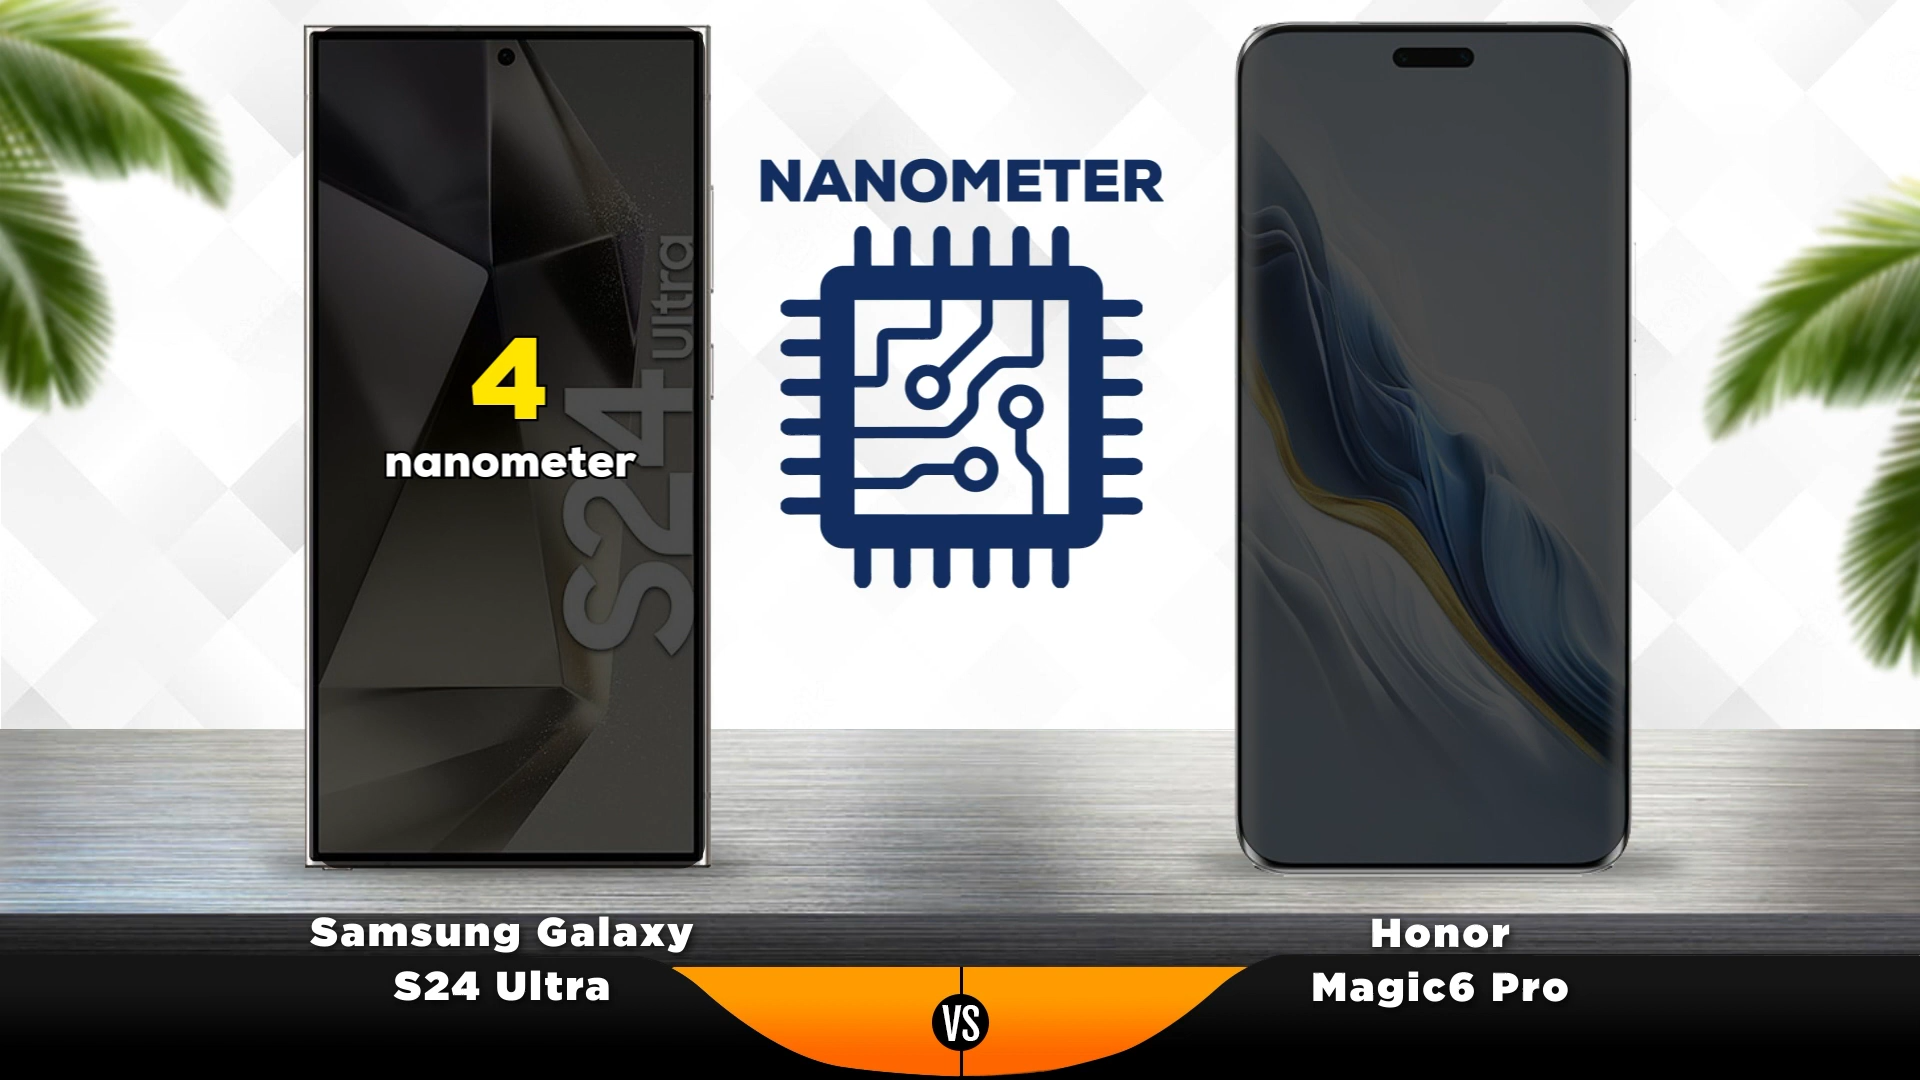 NANOMETER
4
nanometer
S24 Ultra
Samsung Galaxy
S24 Ultra
VS
Honor
Magic6 Pro